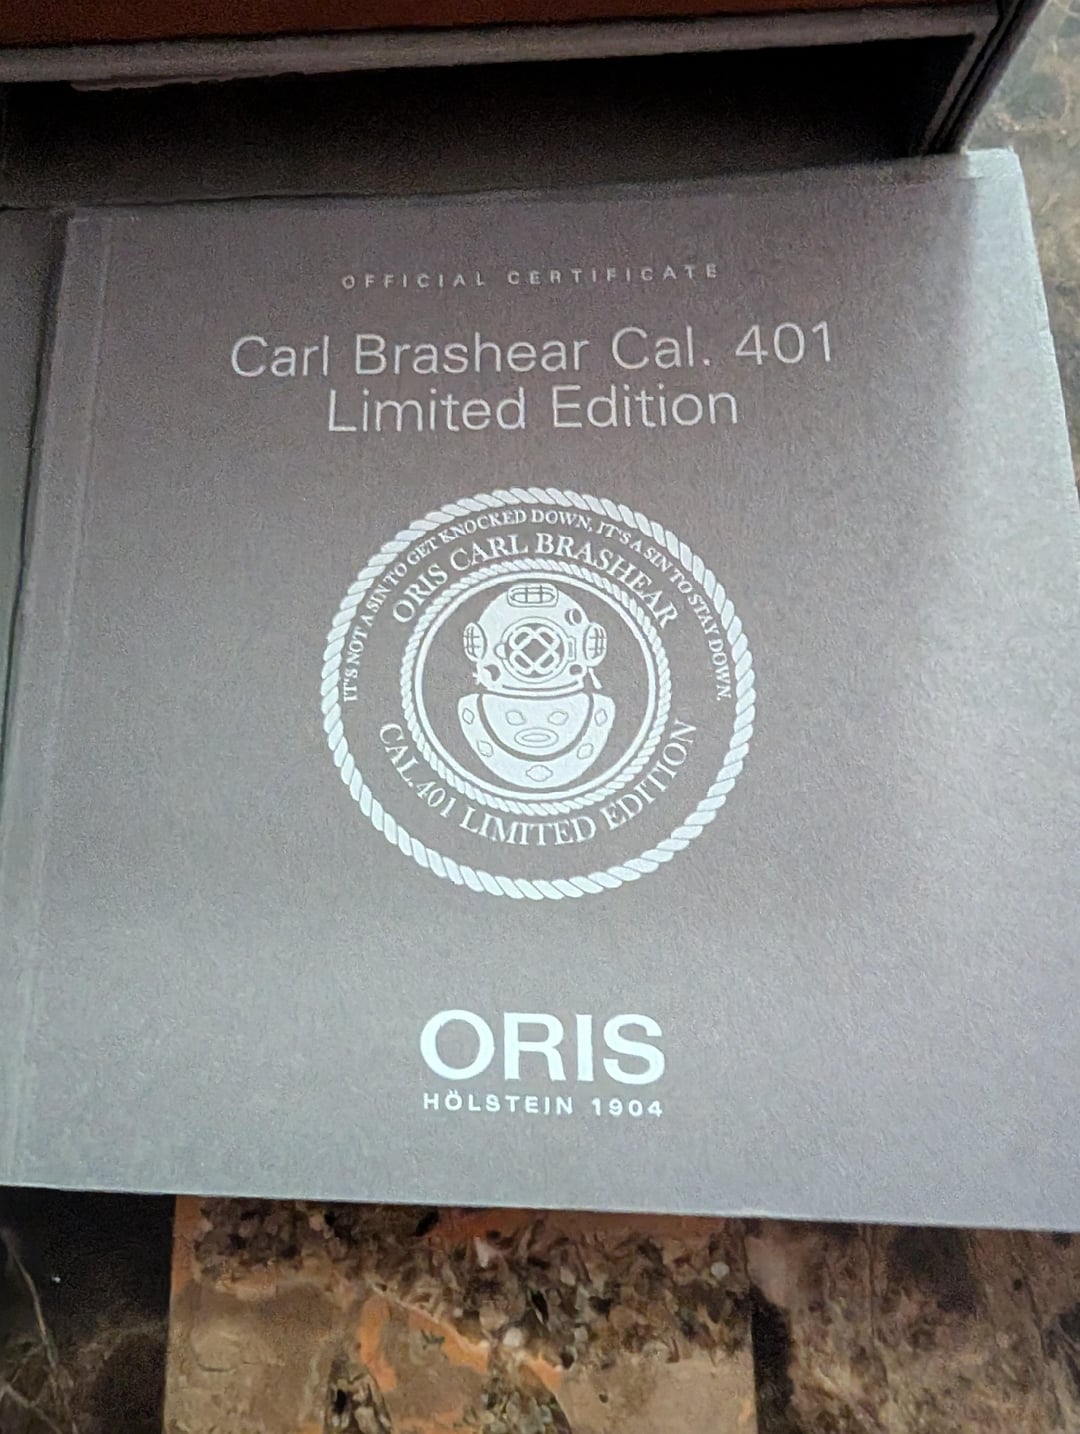 OFFICIAL CERTIFICATE
Carl Brashear Cal. 401
Limited Edition
IT'S NOT A SIN TO GET KNOCKED DOWN, IT'S A SIN TO STAY DOWN.
ORIS CARL BRASHEAR
CAL.401 LIMITED EDITION
ORIS
HÖLSTEIN 1904